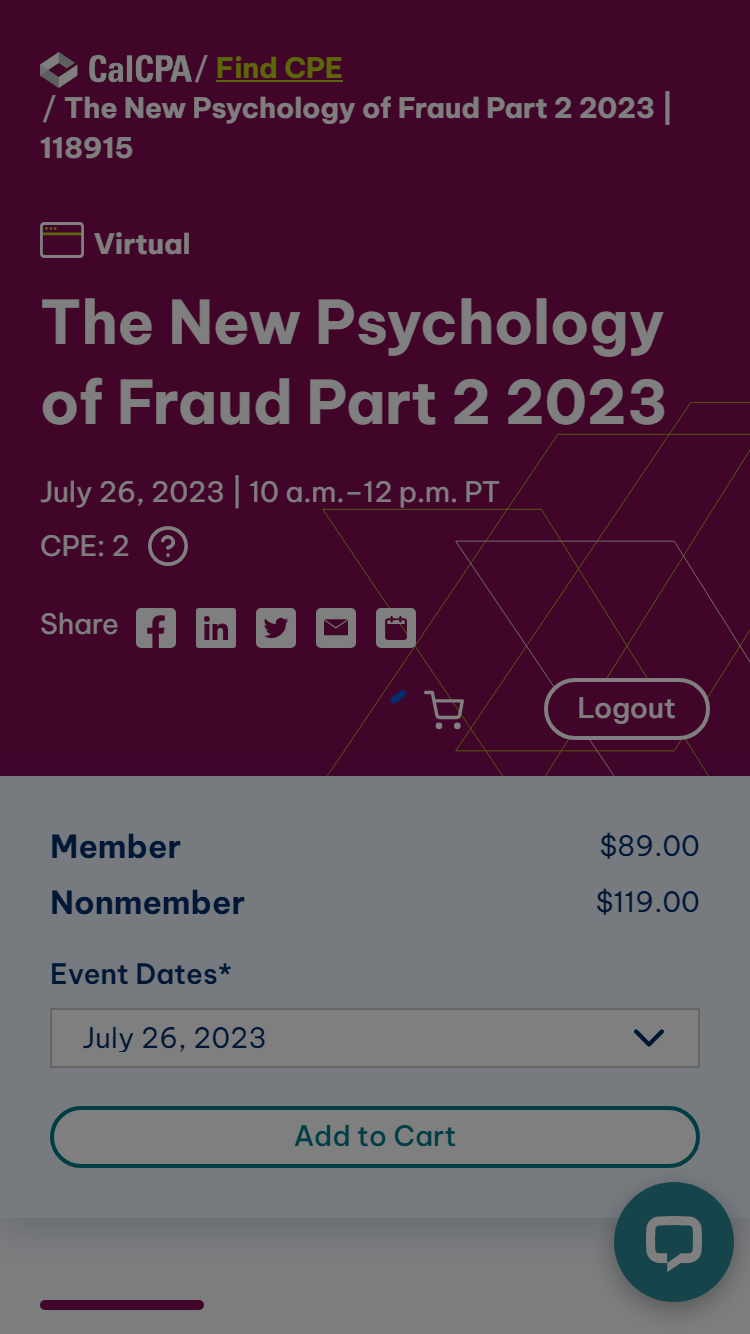 CalCPA / Find CPE
/ The New Psychology of Fraud Part 2 2023 |
118915
Virtual
The New Psychology
of Fraud Part 2 2023
July 26, 2023 | 10 a.m.–12 p.m. PT
CPE: 2 ?
Share
Logout
Member $89.00
Nonmember $119.00
Event Dates*
July 26, 2023
Add to Cart